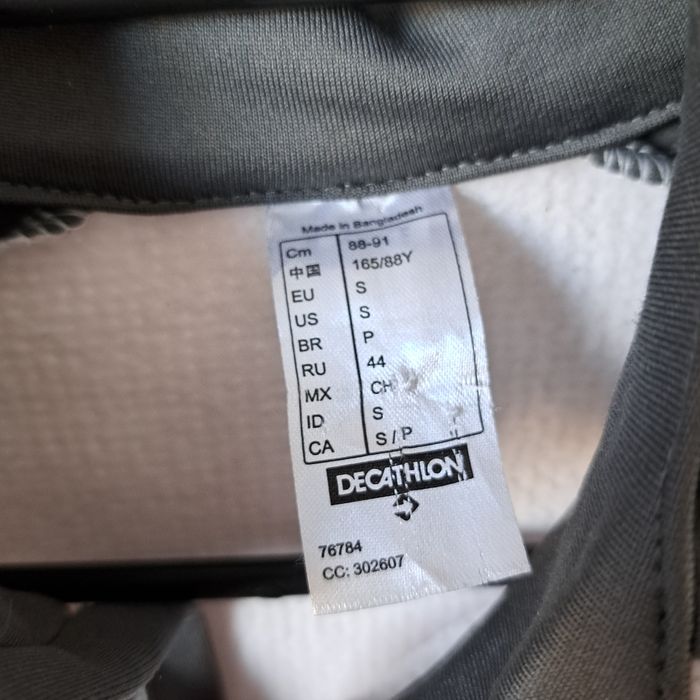 Made in Bangladesh
Cm 88-91
中国 165/88Y
EU S
US S
BR P
RU 44
MX CH
ID S
CA S / P
DECATHLON
76784
CC: 302607